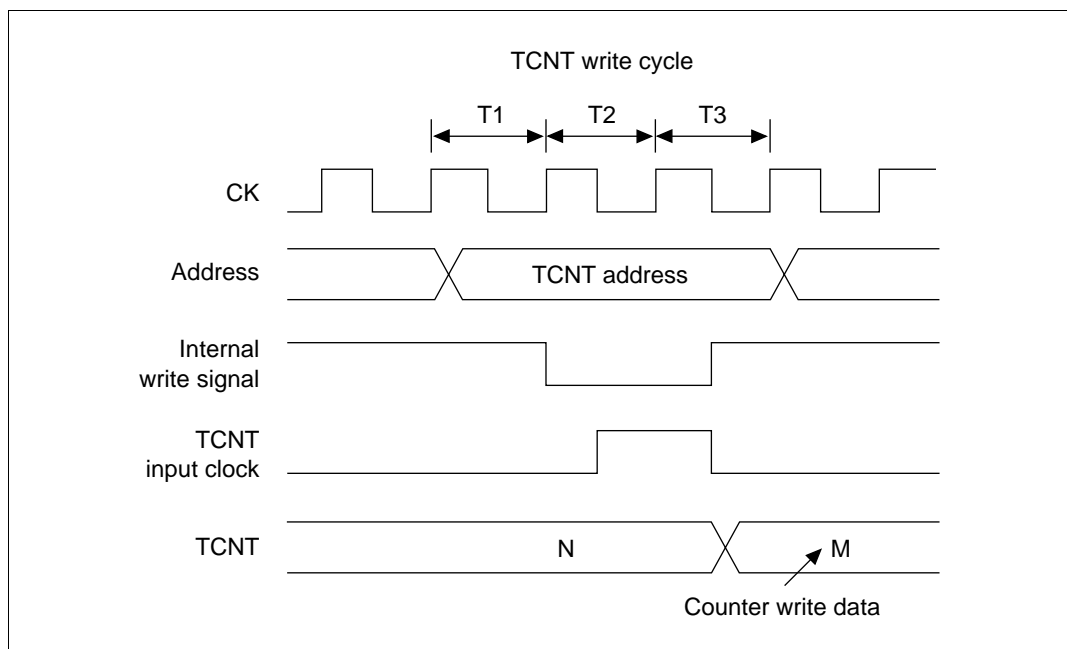 TCNT write cycle
T1 T2 T3
CK
Address
TCNT address
Internal
write signal
TCNT
input clock
TCNT
N
M
Counter write data